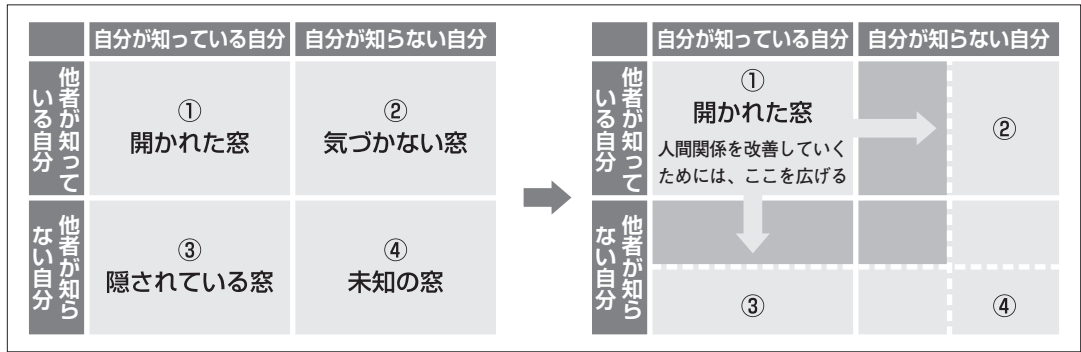 自分が知っている自分
自分が知らない自分
他者が知って
いる自分
①
開かれた窓
②
気づかない窓
他者が知ら
ない自分
③
隠されている窓
④
未知の窓
自分が知っている自分
自分が知らない自分
他者が知って
いる自分
①
開かれた窓
人間関係を改善していく
ためには、ここを広げる
②
他者が知ら
ない自分
③
④